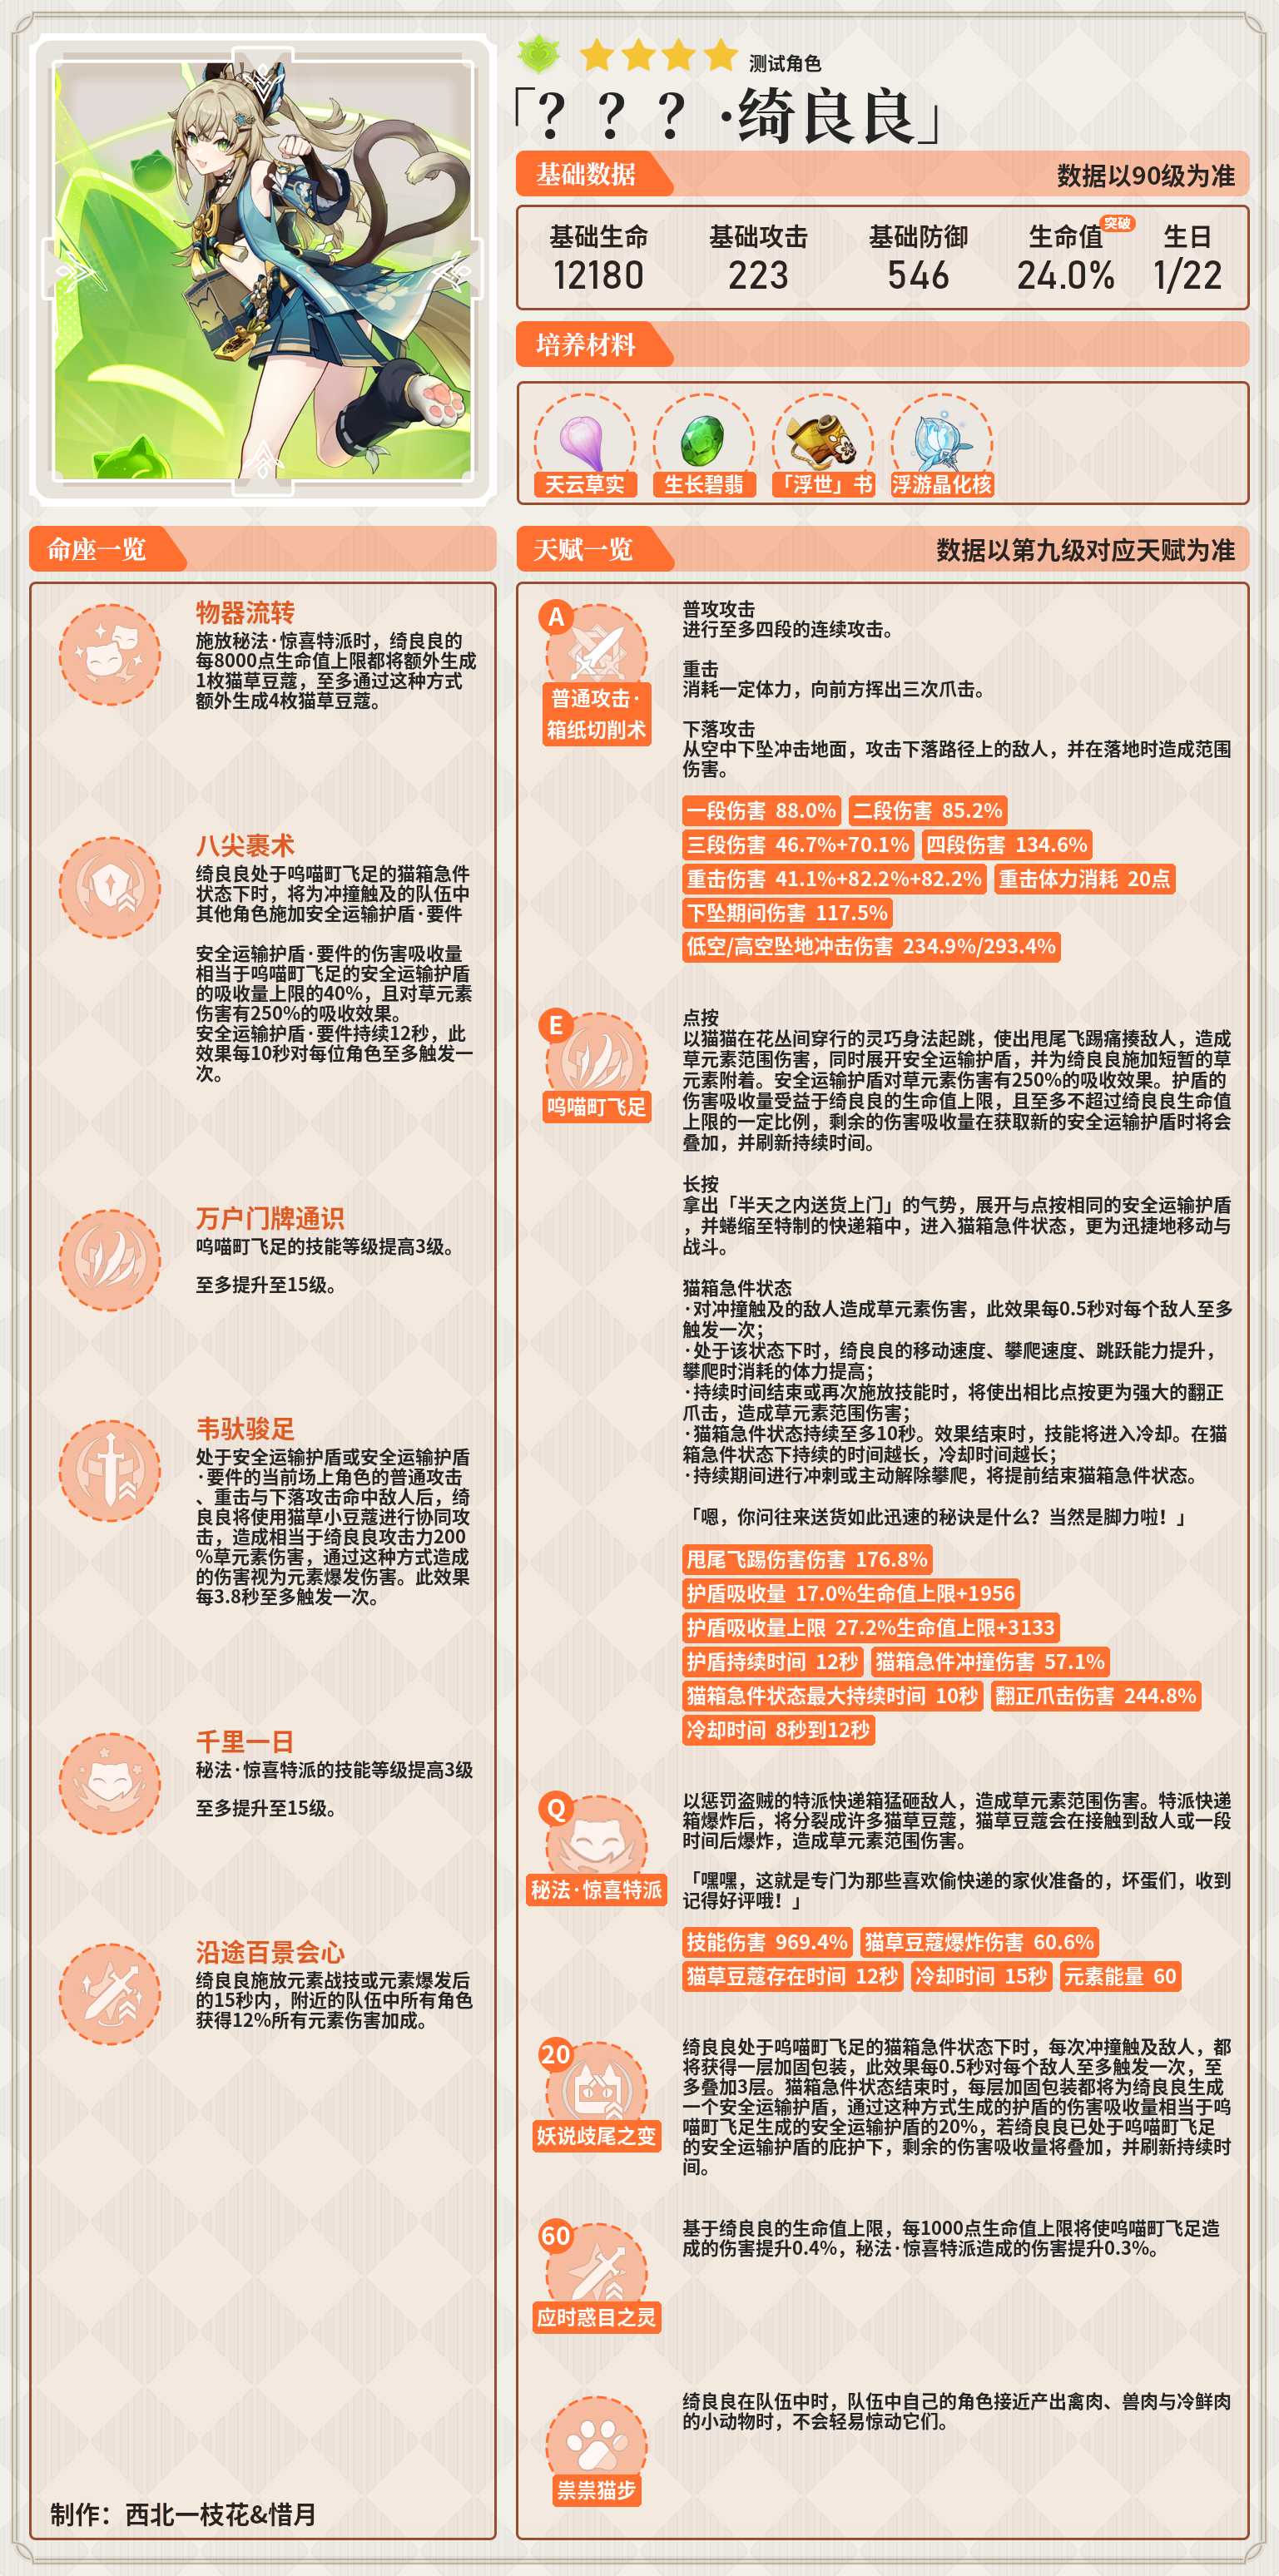 测试角色
「？？？·绮良良」
基础数据
数据以90级为准
基础生命 基础攻击 基础防御 生命值 突破 生日
12180 223 546 24.0% 1/22
培养材料
天云草实 生长碧翡 「浮世」书 浮游晶化核
命座一览
物器流转
施放秘法·惊喜特派时，绮良良的
每8000点生命值上限都将额外生成
1枚猫草豆蔻，至多通过这种方式
额外生成4枚猫草豆蔻。
八尖裹术
绮良良处于呜喵町飞足的猫箱急件
状态下时，将为冲撞触及的队伍中
其他角色施加安全运输护盾·要件
安全运输护盾·要件的伤害吸收量
相当于呜喵町飞足的安全运输护盾
的吸收量上限的40%，且对草元素
伤害有250%的吸收效果。
安全运输护盾·要件持续12秒，此
效果每10秒对每位角色至多触发一
次。
万户门牌通识
呜喵町飞足的技能等级提高3级。
至多提升至15级。
韦驮骏足
处于安全运输护盾或安全运输护盾
·要件的当前场上角色的普通攻击
、重击与下落攻击命中敌人后，绮
良良将使用猫草小豆蔻进行协同攻
击，造成相当于绮良良攻击力200
%草元素伤害，通过这种方式造成
的伤害视为元素爆发伤害。此效果
每3.8秒至多触发一次。
千里一日
秘法·惊喜特派的技能等级提高3级
至多提升至15级。
沿途百景会心
绮良良施放元素战技或元素爆发后
的15秒内，附近的队伍中所有角色
获得12%所有元素伤害加成。
制作：西北一枝花&惜月
天赋一览
数据以第九级对应天赋为准
A
普通攻击·
箱纸切削术
普攻攻击
进行至多四段的连续攻击。
重击
消耗一定体力，向前方挥出三次爪击。
下落攻击
从空中下坠冲击地面，攻击下落路径上的敌人，并在落地时造成范围
伤害。
一段伤害 88.0% 二段伤害 85.2%
三段伤害 46.7%+70.1% 四段伤害 134.6%
重击伤害 41.1%+82.2%+82.2% 重击体力消耗 20点
下坠期间伤害 117.5%
低空/高空坠地冲击伤害 234.9%/293.4%
E
呜喵町飞足
点按
以猫猫在花丛间穿行的灵巧身法起跳，使出甩尾飞踢痛揍敌人，造成
草元素范围伤害，同时展开安全运输护盾，并为绮良良施加短暂的草
元素附着。安全运输护盾对草元素伤害有250%的吸收效果。护盾的
伤害吸收量受益于绮良良的生命值上限，且至多不超过绮良良生命值
上限的一定比例，剩余的伤害吸收量在获取新的安全运输护盾时将会
叠加，并刷新持续时间。
长按
拿出「半天之内送货上门」的气势，展开与点按相同的安全运输护盾
，并蜷缩至特制的快递箱中，进入猫箱急件状态，更为迅捷地移动与
战斗。
猫箱急件状态
·对冲撞触及的敌人造成草元素伤害，此效果每0.5秒对每个敌人至多
触发一次；
·处于该状态下时，绮良良的移动速度、攀爬速度、跳跃能力提升，
攀爬时消耗的体力提高；
·持续时间结束或再次施放技能时，将使出相比点按更为强大的翻正
爪击，造成草元素范围伤害；
·猫箱急件状态持续至多10秒。效果结束时，技能将进入冷却。在猫
箱急件状态下持续的时间越长，冷却时间越长；
·持续期间进行冲刺或主动解除攀爬，将提前结束猫箱急件状态。
「嗯，你问往来送货如此迅速的秘诀是什么？当然是脚力啦！」
甩尾飞踢伤害伤害 176.8%
护盾吸收量 17.0%生命值上限+1956
护盾吸收量上限 27.2%生命值上限+3133
护盾持续时间 12秒 猫箱急件冲撞伤害 57.1%
猫箱急件状态最大持续时间 10秒 翻正爪击伤害 244.8%
冷却时间 8秒到12秒
Q
秘法·惊喜特派
以惩罚盗贼的特派快递箱猛砸敌人，造成草元素范围伤害。特派快递
箱爆炸后，将分裂成许多猫草豆蔻，猫草豆蔻会在接触到敌人或一段
时间后爆炸，造成草元素范围伤害。
「嘿嘿，这就是专门为那些喜欢偷快递的家伙准备的，坏蛋们，收到
记得好评哦！」
技能伤害 969.4% 猫草豆蔻爆炸伤害 60.6%
猫草豆蔻存在时间 12秒 冷却时间 15秒 元素能量 60
20
妖说歧尾之变
绮良良处于呜喵町飞足的猫箱急件状态下时，每次冲撞触及敌人，都
将获得一层加固包装，此效果每0.5秒对每个敌人至多触发一次，至
多叠加3层。猫箱急件状态结束时，每层加固包装都将为绮良良生成
一个安全运输护盾，通过这种方式生成的护盾的伤害吸收量相当于呜
喵町飞足生成的安全运输护盾的20%，若绮良良已处于呜喵町飞足
的安全运输护盾的庇护下，剩余的伤害吸收量将叠加，并刷新持续时
间。
60
应时惑目之灵
基于绮良良的生命值上限，每1000点生命值上限将使呜喵町飞足造
成的伤害提升0.4%，秘法·惊喜特派造成的伤害提升0.3%。
祟祟猫步
绮良良在队伍中时，队伍中自己的角色接近产出禽肉、兽肉与冷鲜肉
的小动物时，不会轻易惊动它们。